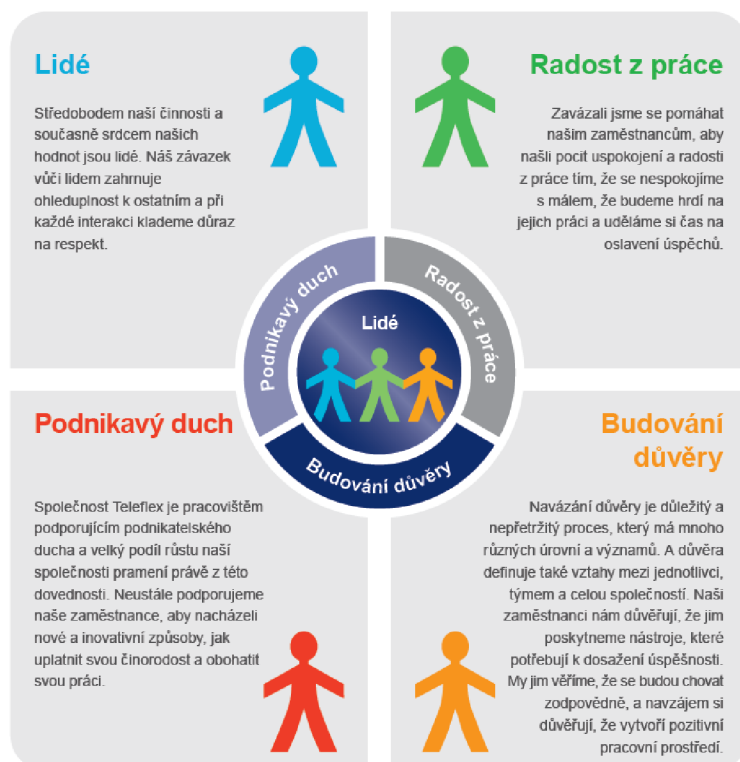 Lidé
Středobodem naší činnosti a
současně srdcem našich
hodnot jsou lidé. Náš závazek
vůči lidem zahrnuje
ohleduplnost k ostatním a při
každé interakci klademe důraz
na respekt.
Radost z práce
Zavázali jsme se pomáhat
našim zaměstnancům, aby
našli pocit uspokojení a radosti
z práce tím, že se nespokojíme
s málem, že budeme hrdí na
jejich práci a uděláme si čas na
oslavení úspěchů.
Podnikavý duch
Radost z práce
Lidé
Budování důvěry
Podnikavý duch
Společnost Teleflex je pracovištěm
podporujícím podnikatelského
ducha a velký podíl růstu naší
společnosti pramení právě z této
dovednosti. Neustále podporujeme
naše zaměstnance, aby nacházeli
nové a inovativní způsoby, jak
uplatnit svou činorodost a obohatit
svou práci.
Budování
důvěry
Navázání důvěry je důležitý a
nepřetržitý proces, který má mnoho
různých úrovní a významů. A důvěra
definuje také vztahy mezi jednotlivci,
týmem a celou společností. Naši
zaměstnanci nám důvěřují, že jim
poskytneme nástroje, které
potřebují k dosažení úspěšnosti.
My jim věříme, že se budou chovat
zodpovědně, a navzájem si
důvěřují, že vytvoří pozitivní
pracovní prostředí.